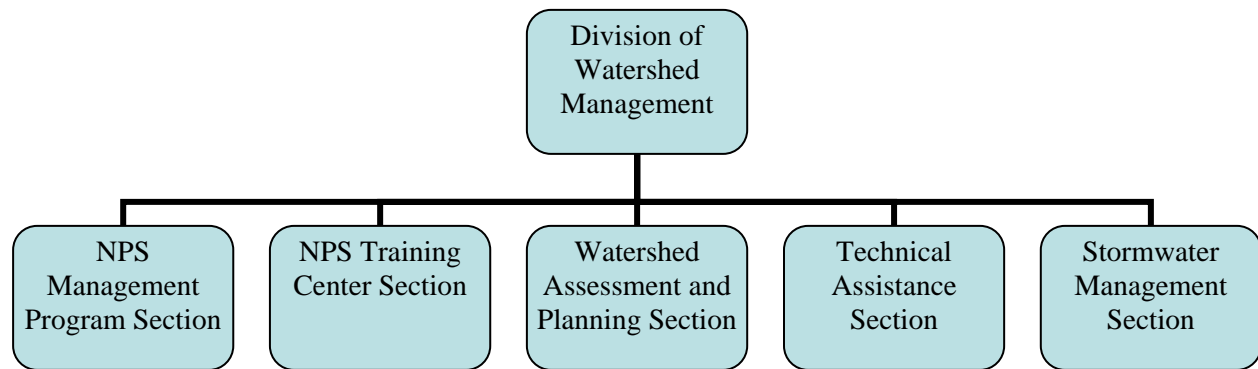 Division of
Watershed
Management
NPS
Management
Program Section
NPS Training
Center Section
Watershed
Assessment and
Planning Section
Technical
Assistance
Section
Stormwater
Management
Section